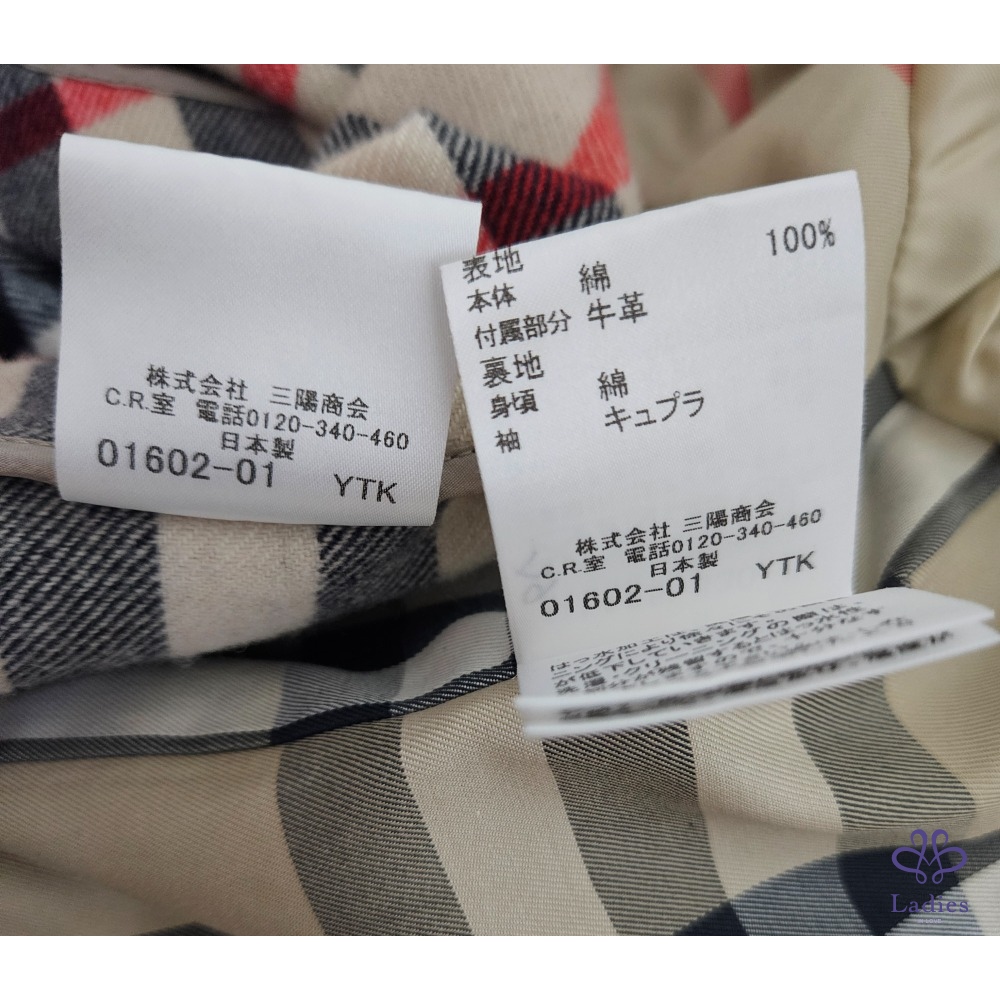 株式会社 三陽商会
C.R.室 電話0120-340-460
日本製
01602-01 YTK
表地 100%
本体 綿
付属部分 牛革
裏地
身頃 綿
袖 キュプラ
株式会社 三陽商会
C.R.室 電話0120-340-460
日本製
01602-01 YTK
Ladies